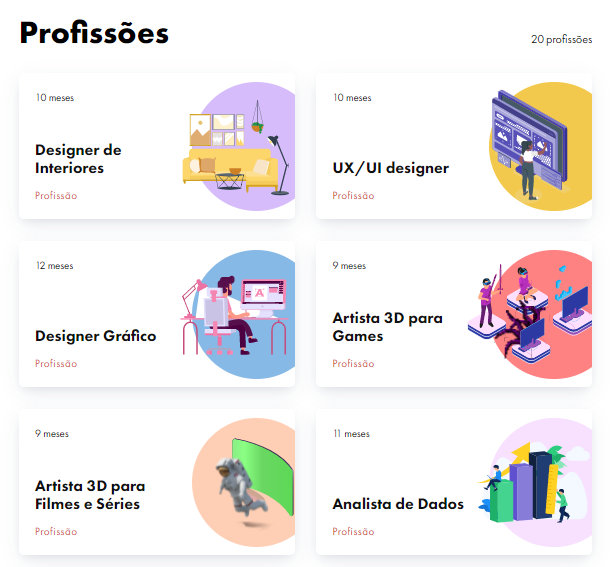 Profissões
20 profissões
10 meses
Designer de
Interiores
Profissão
10 meses
UX/UI designer
Profissão
12 meses
Designer Gráfico
Profissão
9 meses
Artista 3D para
Games
Profissão
9 meses
Artista 3D para
Filmes e Séries
Profissão
11 meses
Analista de Dados
Profissão